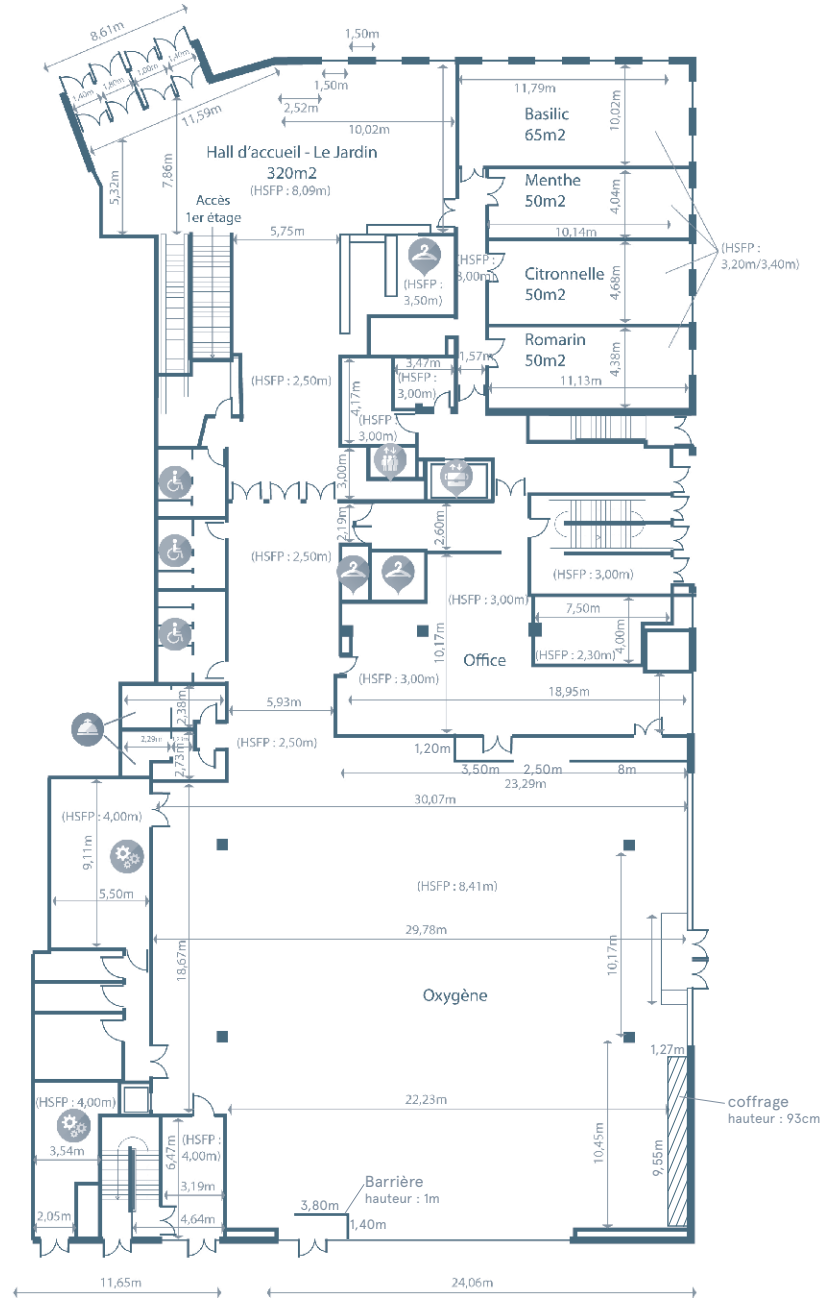 8,61m
1,40m
1,80m
1,00m
1,40m
11,59m
1,50m
1,50m
2,52m
10,02m
11,79m
10,02m
Basilic
65m2
Hall d'accueil - Le Jardin
320m2
(HSFP : 8,09m)
5,32m
7,86m
Accès
1er étage
5,75m
Menthe
50m2
4,04m
10,14m
(HSFP :
3,20m/3,40m)
(HSFP :
3,50m)
Citronnelle
50m2
4,68m
Romarin
50m2
4,38m
11,13m
(HSFP : 2,50m)
3,47m
1,57m
(HSFP :
3,00m)
4,17m
(HSFP :
3,00m)
3,00m
2,19m
2,60m
(HSFP : 2,50m)
(HSFP : 3,00m)
(HSFP : 3,00m)
7,50m
4,00m
(HSFP : 2,30m)
10,17m
Office
(HSFP : 3,00m)
18,95m
2,38m
5,93m
2,29m
2,73m
(HSFP : 2,50m)
1,20m
3,50m
2,50m
8m
23,29m
30,07m
(HSFP : 4,00m)
9,11m
5,50m
(HSFP : 8,41m)
29,78m
18,67m
10,17m
Oxygène
1,27m
22,23m
coffrage
hauteur : 93cm
(HSFP : 4,00m)
3,54m
6,47m
(HSFP :
4,00m)
3,19m
10,45m
9,55m
Barrière
hauteur : 1m
2,05m
4,64m
3,80m
1,40m
11,65m
24,06m